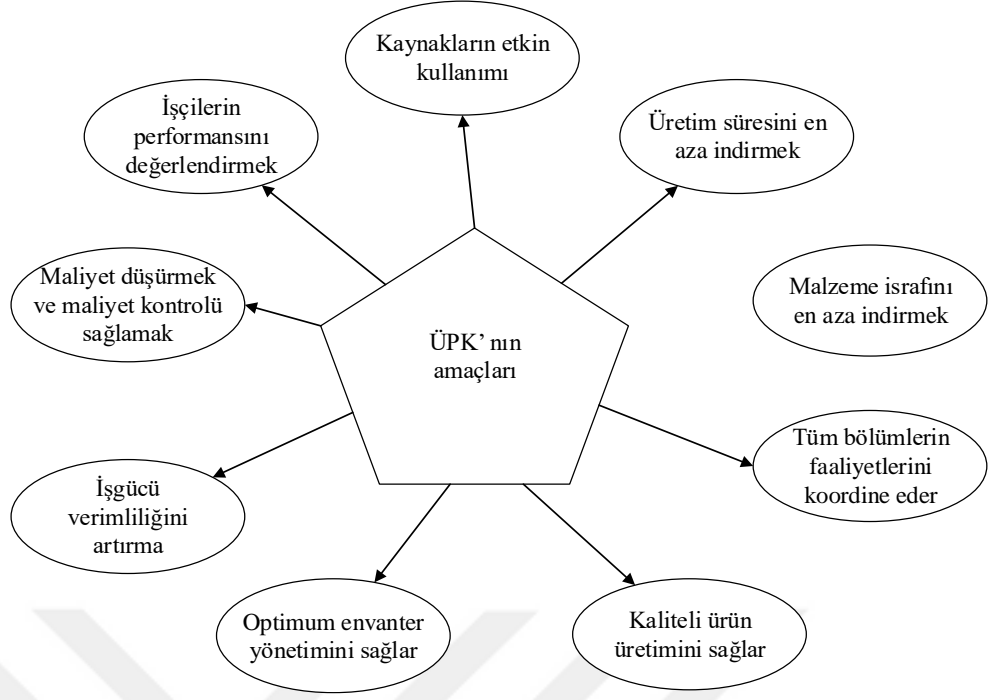 Kaynakların etkin
kullanımı
İşçilerin
performansını
değerlendirmek
Üretim süresini en
aza indirmek
Maliyet düşürmek
ve maliyet kontrolü
sağlamak
Malzeme israfını
en aza indirmek
ÜPK’ nın
amaçları
Tüm bölümlerin
faaliyetlerini
koordine eder
İşgücü
verimliliğini
artırma
Optimum envanter
yönetimini sağlar
Kaliteli ürün
üretimini sağlar